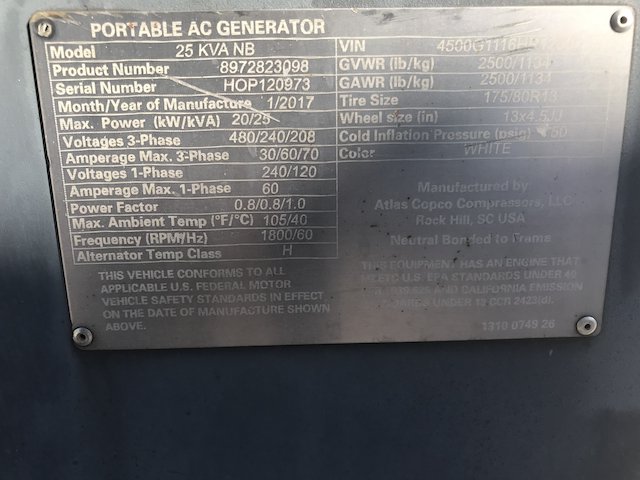 PORTABLE AC GENERATOR
Model 25 KVA NB
Product Number 8972823098
Serial Number HOP120973
Month/Year of Manufacture 1/2017
Max. Power (kW/kVA) 20/25
Voltages 3-Phase 480/240/208
Amperage Max. 3-Phase 30/60/70
Voltages 1-Phase 240/120
Amperage Max. 1-Phase 60
Power Factor 0.8/0.8/1.0
Max. Ambient Temp (°F/°C) 105/40
Frequency (RPM/Hz) 1800/60
Alternator Temp Class H
THIS VEHICLE CONFORMS TO ALL
APPLICABLE U.S. FEDERAL MOTOR
VEHICLE SAFETY STANDARDS IN EFFECT
ON THE DATE OF MANUFACTURE SHOWN
ABOVE.
VIN
GVWR (lb/kg) 2500/1134
GAWR (lb/kg) 2500/1134
Tire Size 175/80R13
Wheel size (in) 13x4.5JJ
Cold Inflation Pressure (psig)
Color WHITE
Manufactured by:
Atlas Copco Compressors, LLC
Rock Hill, SC USA
Neutral Bonded to Frame
THIS EQUIPMENT HAS AN ENGINE THAT
U.S. EPA STANDARDS UNDER 40
AND CALIFORNIA EMISSION
UNDER 13 CCR 2423(d).
1310 0749 26